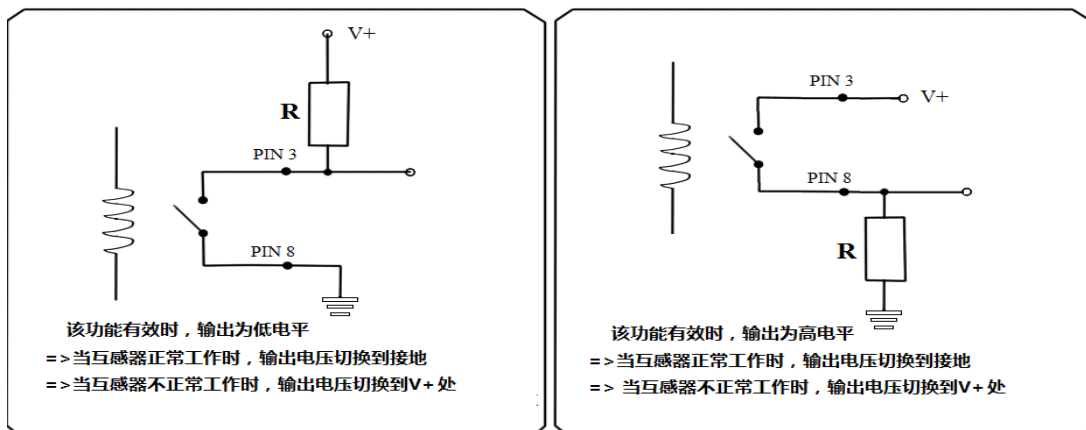 V+
R
PIN 3
PIN 8
该功能有效时，输出为低电平
=>当互感器正常工作时，输出电压切换到接地
=>当互感器不正常工作时，输出电压切换到V+处
PIN 3
V+
PIN 8
R
该功能有效时，输出为高电平
=>当互感器正常工作时，输出电压切换到接地
=> 当互感器不正常工作时，输出电压切换到V+处